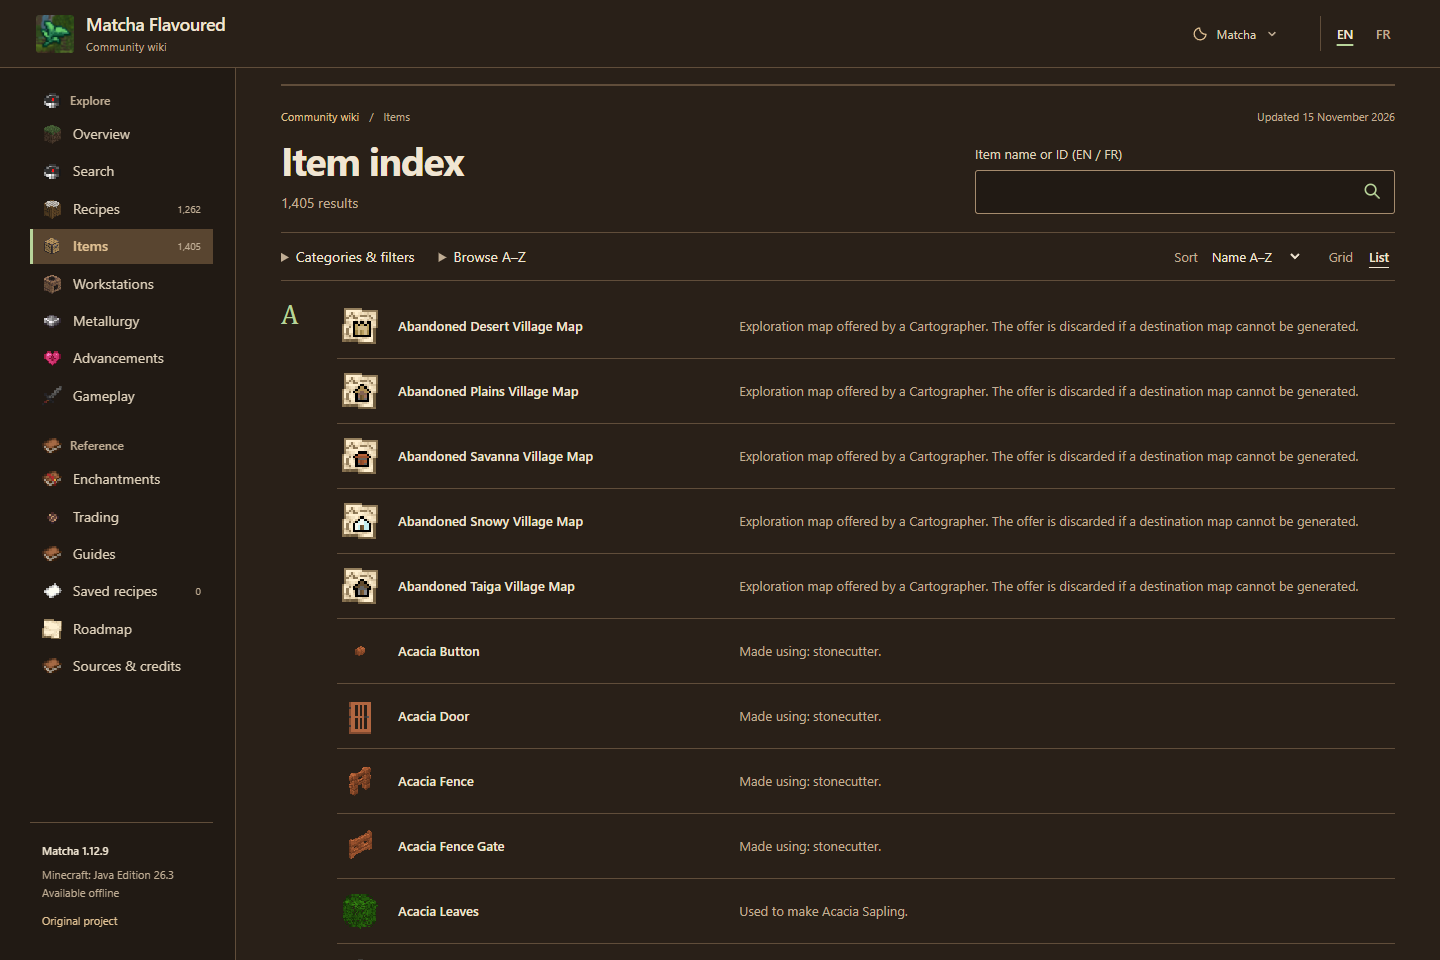 Matcha Flavoured
Community wiki
Matcha
EN
FR
Explore
Overview
Search
Recipes 1,262
Items 1,405
Workstations
Metallurgy
Advancements
Gameplay
Reference
Enchantments
Trading
Guides
Saved recipes 0
Roadmap
Sources & credits
Matcha 1.12.9
Minecraft: Java Edition 26.3
Available offline
Original project
Community wiki / Items
Updated 15 November 2026
Item index
1,405 results
Item name or ID (EN / FR)
Categories & filters
Browse A–Z
Sort Name A–Z
Grid
List
A
Abandoned Desert Village Map
Exploration map offered by a Cartographer. The offer is discarded if a destination map cannot be generated.
Abandoned Plains Village Map
Exploration map offered by a Cartographer. The offer is discarded if a destination map cannot be generated.
Abandoned Savanna Village Map
Exploration map offered by a Cartographer. The offer is discarded if a destination map cannot be generated.
Abandoned Snowy Village Map
Exploration map offered by a Cartographer. The offer is discarded if a destination map cannot be generated.
Abandoned Taiga Village Map
Exploration map offered by a Cartographer. The offer is discarded if a destination map cannot be generated.
Acacia Button
Made using: stonecutter.
Acacia Door
Made using: stonecutter.
Acacia Fence
Made using: stonecutter.
Acacia Fence Gate
Made using: stonecutter.
Acacia Leaves
Used to make Acacia Sapling.